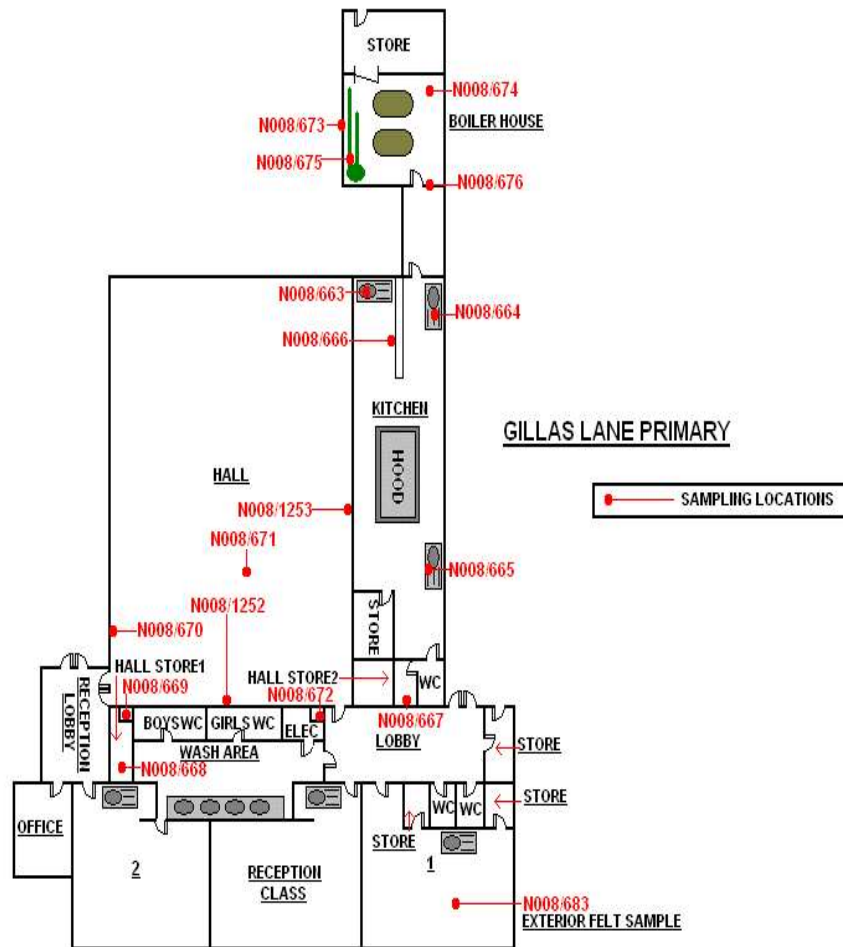 STORE
N008/674
N008/673
BOILER HOUSE
N008/675
N008/676
N008/663
N008/664
N008/666
KITCHEN
GILLAS LANE PRIMARY
HOOD
HALL
SAMPLING LOCATIONS
N008/1253
N008/671
N008/665
N008/1252
STORE
N008/670
HALL STORE1
HALL STORE2
WC
RECEPTION
LOBBY
N008/669
N008/672
BOYS WC
GIRLS WC
ELEC
N008/667
LOBBY
WASH AREA
STORE
N008/668
STORE
WC
WC
OFFICE
STORE
2
RECEPTION
CLASS
1
N008/683
EXTERIOR FELT SAMPLE